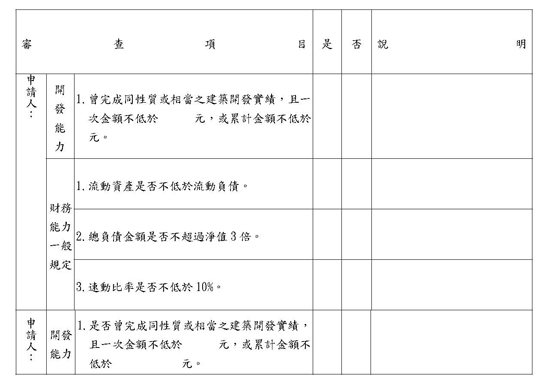 審查項目 是 否 說明
申請人：
開發能力
1.曾完成同性質或相當之建築開發實績，且一
次金額不低於　　　元，或累計金額不低於
元。
財務
能力
一般
規定
1.流動資產是否不低於流動負債。
2.總負債金額是否不超過淨值3倍。
3.速動比率是否不低於10%。
申請人：
開發
能力
1.是否曾完成同性質或相當之建築開發實績，
且一次金額不低於　　　元，或累計金額不
低於　　　　　　元。